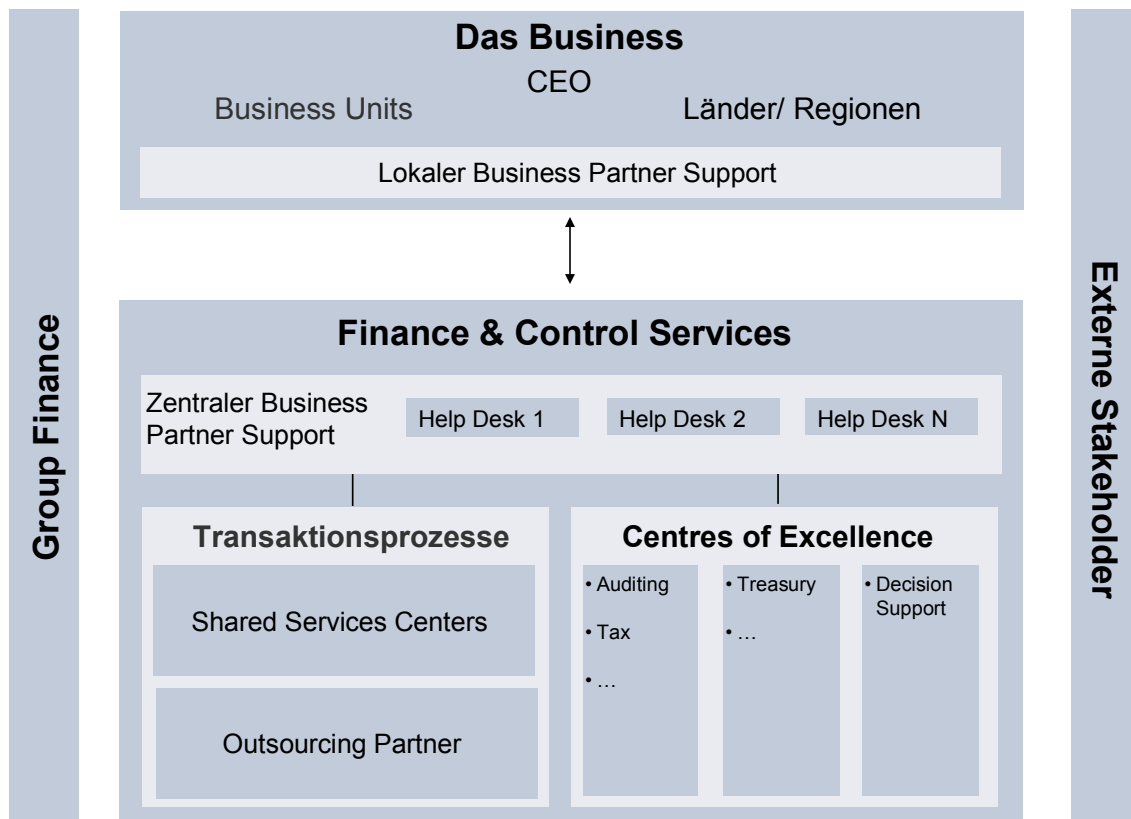 Das Business
CEO
Business Units
Länder/ Regionen
Lokaler Business Partner Support
Group Finance
Externe Stakeholder
Finance & Control Services
Zentraler Business
Partner Support
Help Desk 1
Help Desk 2
Help Desk N
Transaktionsprozesse
Shared Services Centers
Outsourcing Partner
Centres of Excellence
• Auditing
• Tax
• …
• Treasury
• …
• Decision
Support